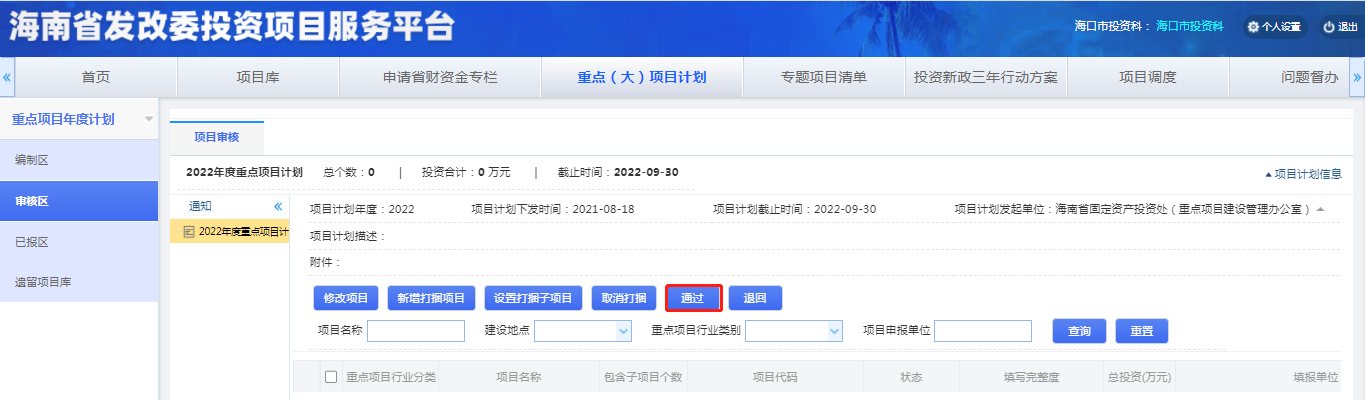 海南省发改委投资项目服务平台
海口市投资科： 海口市投资科 个人设置 退出
« 首页 项目库 申请省财资金专栏 重点（大）项目计划 专题项目清单 投资新政三年行动方案 项目调度 问题督办 »
重点项目年度计划
编制区
审核区
已报区
遗留项目库
项目审核
2022年度重点项目计划 总个数：0 | 投资合计：0 万元 | 截止时间：2022-09-30 项目计划信息
通知 «
2022年度重点项目计
项目计划年度：2022 项目计划下发时间：2021-08-18 项目计划截止时间：2022-09-30 项目计划发起单位：海南省固定资产投资处（重点项目建设管理办公室）
项目计划描述：
附件：
修改项目 新增打捆项目 设置打捆子项目 取消打捆 通过 退回
项目名称 建设地点 重点项目行业类别 项目申报单位 查询 重置
重点项目行业分类 项目名称 包含子项目个数 项目代码 状态 填写完整度 总投资(万元) 填报单位